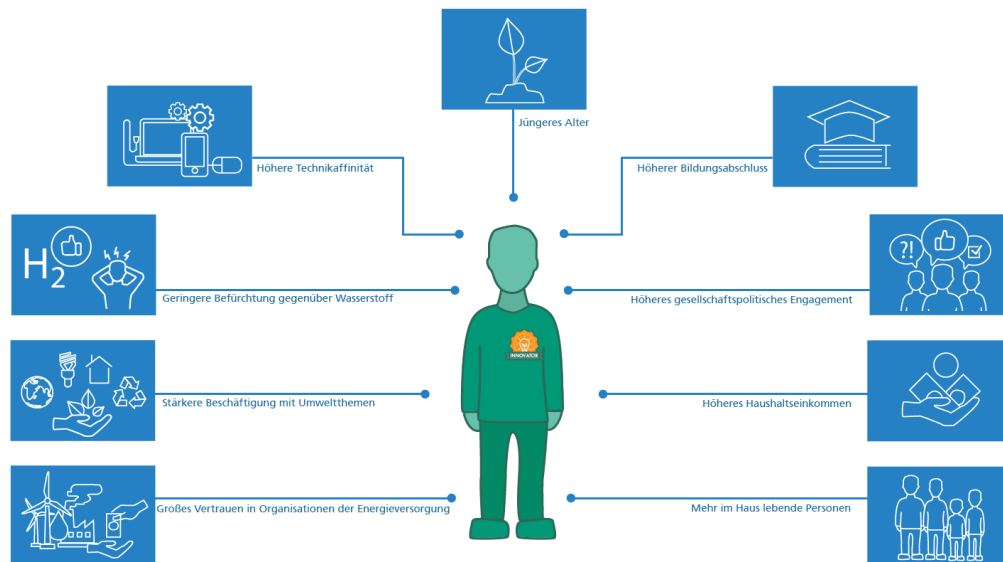 Jüngeres Alter
Höhere Technikaffinität
Höherer Bildungsabschluss
H2
?!
Geringere Befürchtung gegenüber Wasserstoff
Höheres gesellschaftspolitisches Engagement
INNOVATOR
Stärkere Beschäftigung mit Umweltthemen
Höheres Haushaltseinkommen
Großes Vertrauen in Organisationen der Energieversorgung
Mehr im Haus lebende Personen